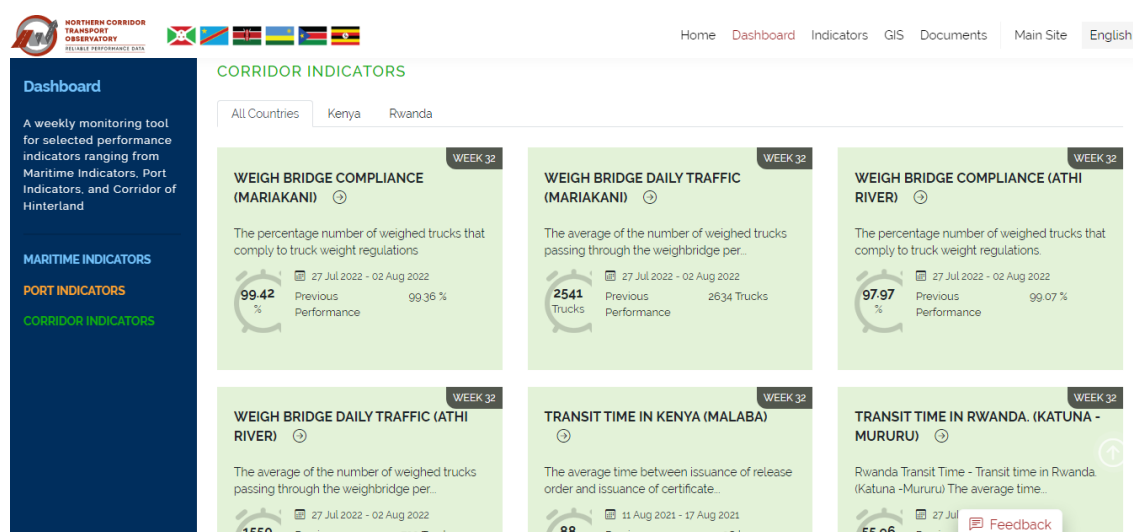 NORTHERN CORRIDOR
TRANSPORT
OBSERVATORY
RELIABLE PERFORMANCE DATA
Home Dashboard Indicators GIS Documents Main Site English
Dashboard
A weekly monitoring tool
for selected performance
indicators ranging from
Maritime Indicators, Port
Indicators, and Corridor of
Hinterland
MARITIME INDICATORS
PORT INDICATORS
CORRIDOR INDICATORS
CORRIDOR INDICATORS
All Countries Kenya Rwanda
WEEK 32
WEIGH BRIDGE COMPLIANCE
(MARIAKANI)
The percentage number of weighed trucks that
comply to truck weight regulations
99.42
%
27 Jul 2022 - 02 Aug 2022
Previous 99.36 %
Performance
WEEK 32
WEIGH BRIDGE DAILY TRAFFIC
(MARIAKANI)
The average of the number of weighed trucks
passing through the weighbridge per...
2541
Trucks
27 Jul 2022 - 02 Aug 2022
Previous 2634 Trucks
Performance
WEEK 32
WEIGH BRIDGE COMPLIANCE (ATHI
RIVER)
The percentage number of weighed trucks that
comply to truck weight regulations.
97.97
%
27 Jul 2022 - 02 Aug 2022
Previous 99.07 %
Performance
WEEK 32
WEIGH BRIDGE DAILY TRAFFIC (ATHI
RIVER)
The average of the number of weighed trucks
passing through the weighbridge per...
27 Jul 2022 - 02 Aug 2022
WEEK 32
TRANSIT TIME IN KENYA (MALABA)
The average time between issuance of release
order and issuance of certificate...
88
11 Aug 2021 - 17 Aug 2021
WEEK 32
TRANSIT TIME IN RWANDA. (KATUNA -
MURURU)
Rwanda Transit Time - Transit time in Rwanda.
(Katuna -Mururu) The average time...
27 Jul
Feedback